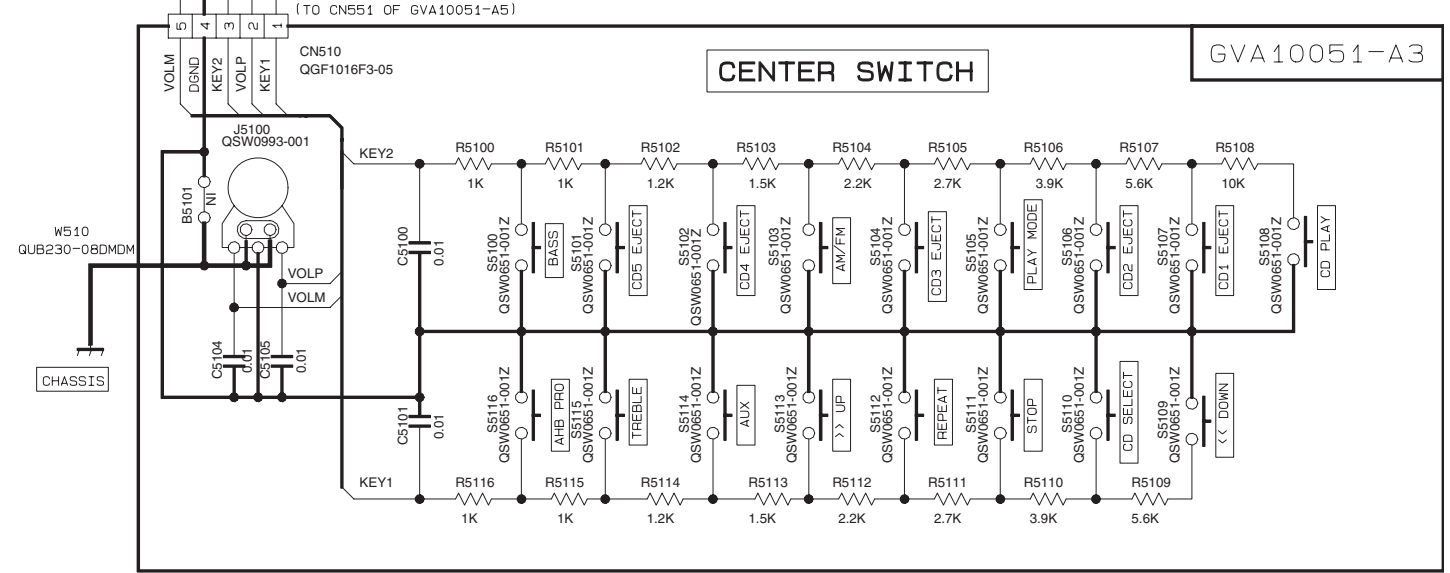 (TO CN551 OF GVA10051-A5)
5 4 3 2 1
CN510
QGF1016F3-05
VOLM
DGND
KEY2
VOLP
KEY1
CENTER SWITCH
GVA10051-A3
J5100
QSW0993-001
B5101
NI
W510
QUB230-08DMDM
CHASSIS
VOLP
VOLM
C5104
0.01
C5105
0.01
KEY2
R5100 R5101 R5102 R5103 R5104 R5105 R5106 R5107 R5108
1K 1K 1.2K 1.5K 2.2K 2.7K 3.9K 5.6K 10K
C5100
0.01
S5100
QSW0651-001Z
BASS
S5101
QSW0651-001Z
CD5 EJECT
S5102
QSW0651-001Z
CD4 EJECT
S5103
QSW0651-001Z
AM/FM
S5104
QSW0651-001Z
CD3 EJECT
S5105
QSW0651-001Z
PLAY MODE
S5106
QSW0651-001Z
CD2 EJECT
S5107
QSW0651-001Z
CD1 EJECT
S5108
QSW0651-001Z
CD PLAY
C5101
0.01
S5116
QSW0651-001Z
AHB PRO
S5115
QSW0651-001Z
TREBLE
S5114
QSW0651-001Z
AUX
S5113
QSW0651-001Z
>> UP
S5112
QSW0651-001Z
REPEAT
S5111
QSW0651-001Z
STOP
S5110
QSW0651-001Z
CD SELECT
S5109
QSW0651-001Z
<< DOWN
KEY1
R5116 R5115 R5114 R5113 R5112 R5111 R5110 R5109
1K 1K 1.2K 1.5K 2.2K 2.7K 3.9K 5.6K